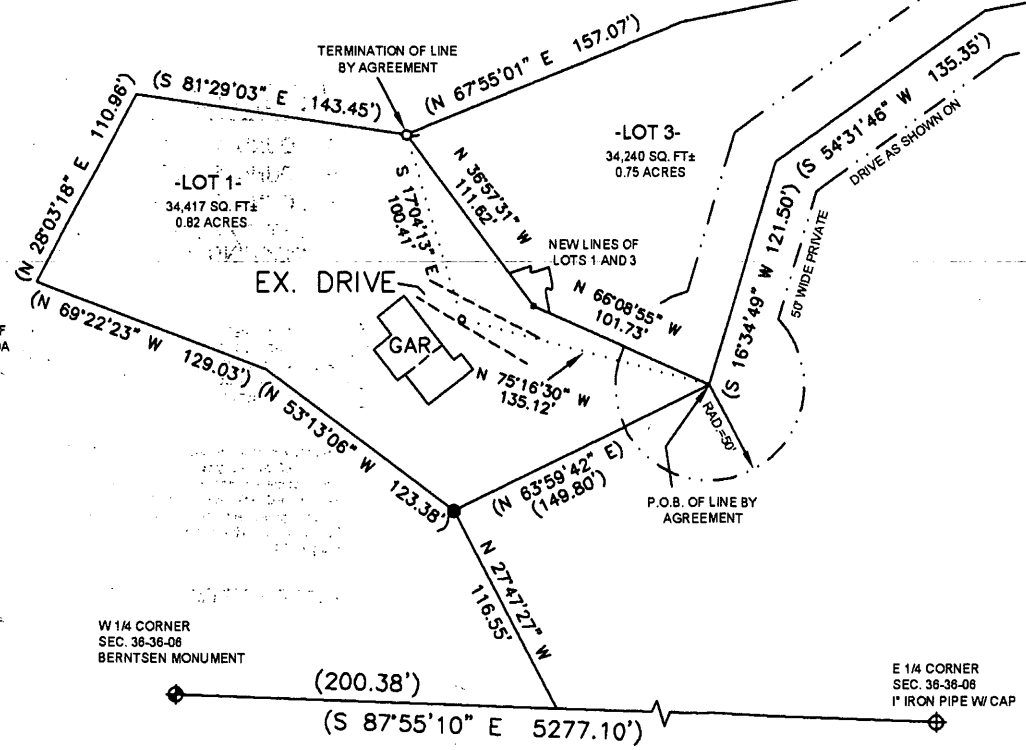 TERMINATION OF LINE
BY AGREEMENT
(N 67°55'01" E 157.07')
(S 81°29'03" E 143.45')
(N 28°03'18" E 110.96')
-LOT 1-
34,417 SQ. FT±
0.82 ACRES
-LOT 3-
34,240 SQ. FT±
0.75 ACRES
(S 54°31'46" W 135.35')
DRIVE AS SHOWN ON
50' WIDE PRIVATE
(S 16°34'49" W 121.50')
N 36°57'31" W
111.62'
S 17°04'13" E
100.41'
NEW LINES OF
LOTS 1 AND 3
N 66°08'55" W
101.73'
EX. DRIVE
GAR.
N 75°16'30" W
135.12'
(N 69°22'23" W 129.03')
(N 53°13'06" W 123.38')
(N 63°59'42" E)
(149.80')
RAD.=50'
P.O.B. OF LINE BY
AGREEMENT
N 27°47'27" W
116.55'
W 1/4 CORNER
SEC. 36-36-06
BERNTSEN MONUMENT
(200.38')
(S 87°55'10" E 5277.10')
E 1/4 CORNER
SEC. 36-36-06
1" IRON PIPE W/ CAP